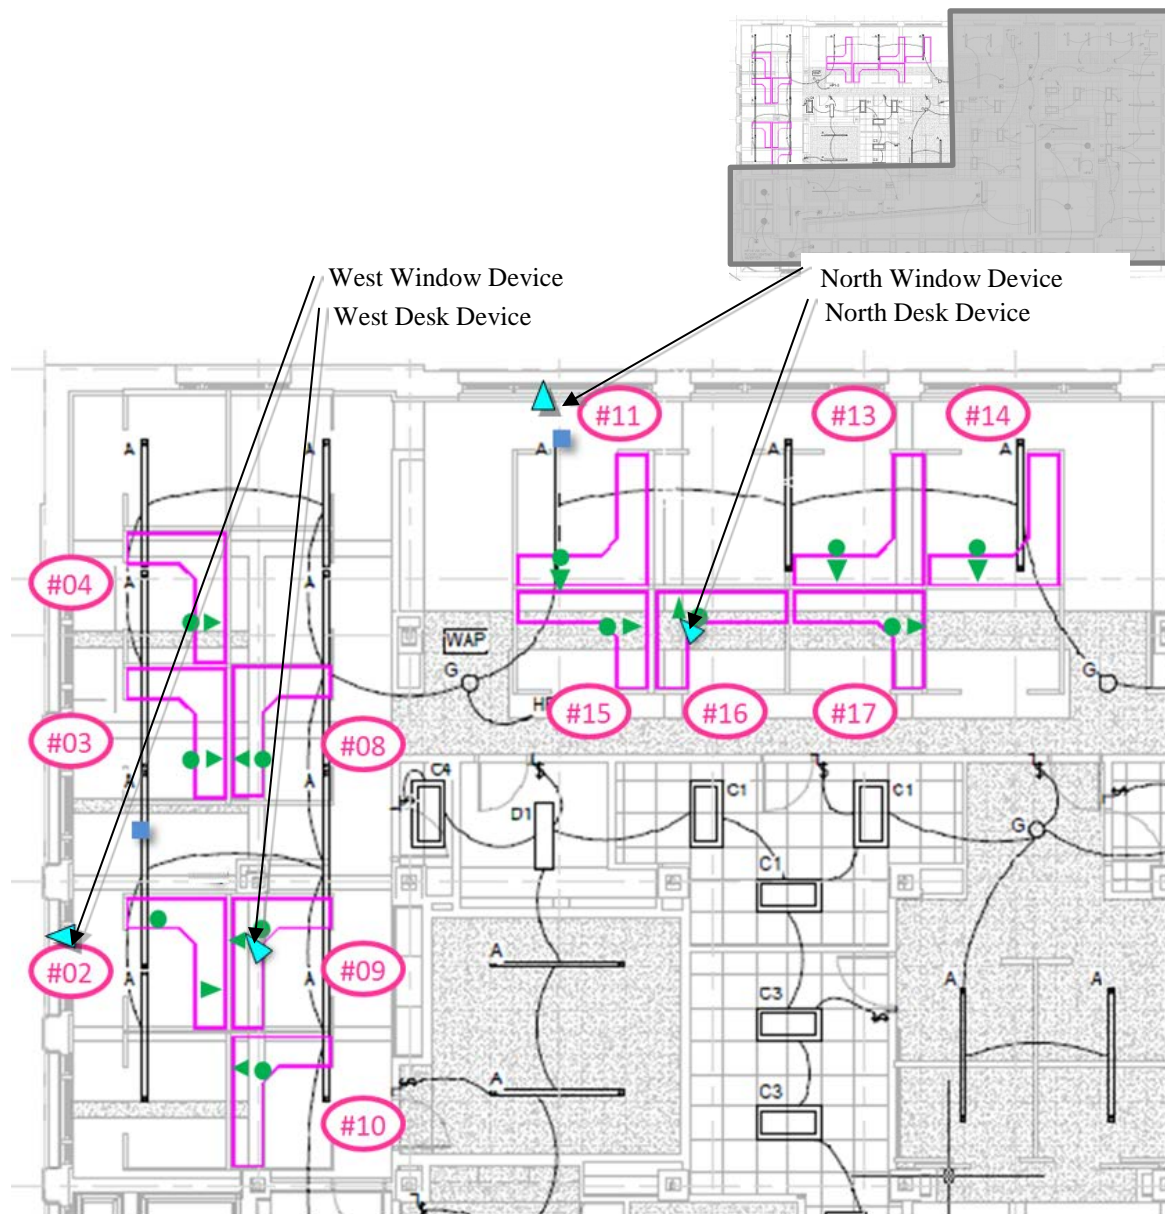 West Window Device
North Window Device
West Desk Device
North Desk Device
#11
#13
#14
A
A
A
A
A
#04
A
A
WAP
G
G
#15
#16
#17
#03
#08
A
A
C4
D1
C1
C1
G
C1
#02
#09
A
A
A
A
A
C3
A
C3
#10